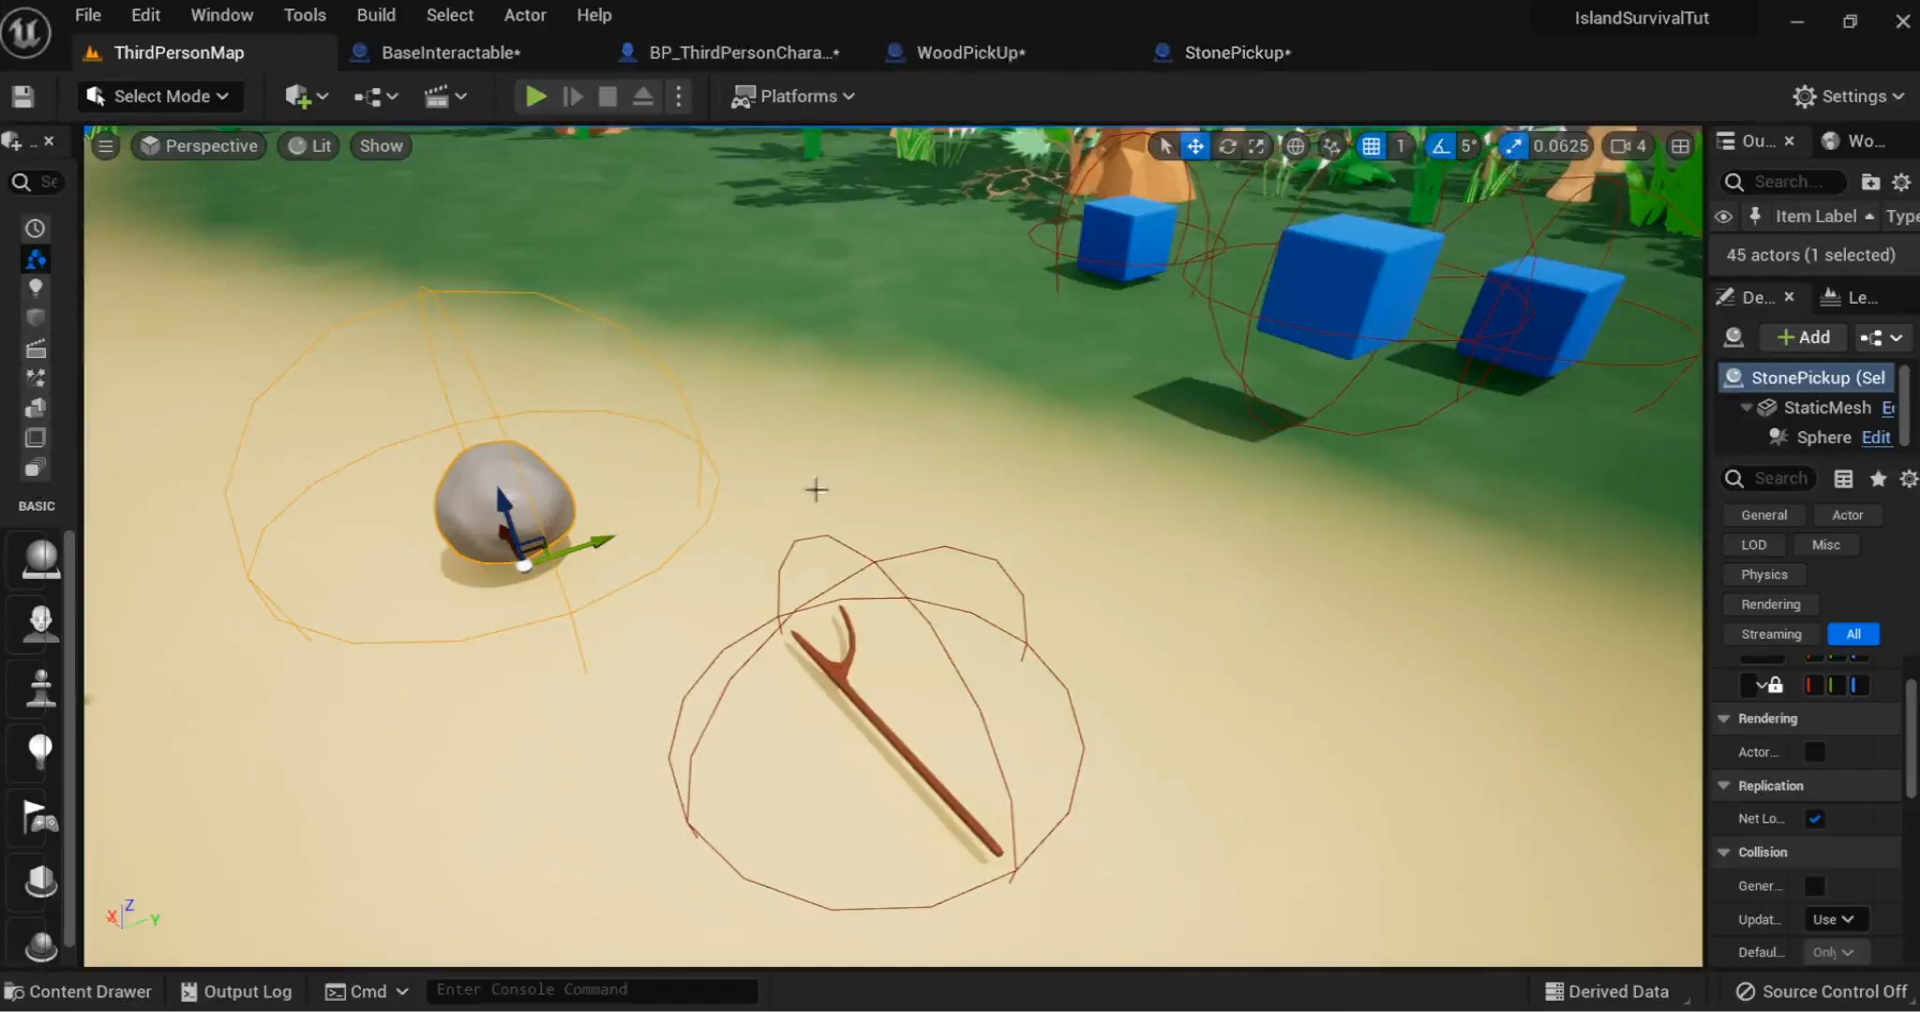 File Edit Window Tools Build Select Actor Help IslandSurvivalTut
ThirdPersonMap BaseInteractable* BP_ThirdPersonChara...* WoodPickUp* StonePickup*
Select Mode Platforms Settings
Perspective Lit Show 1 5° 0.0625 4
.. Ou... Wo...
Se Search...
Item Label Type
45 actors (1 selected)
De... Le...
Add
StonePickup (Sel
StaticMesh
Sphere Edit
Search
BASIC
General Actor
LOD Misc
Physics
Rendering
Streaming All
Rendering
Actor...
Replication
Net Lo...
Collision
Gener...
Updat... Use
Defaul...
X Z Y
Content Drawer Output Log Cmd Enter Console Command Derived Data Source Control Off